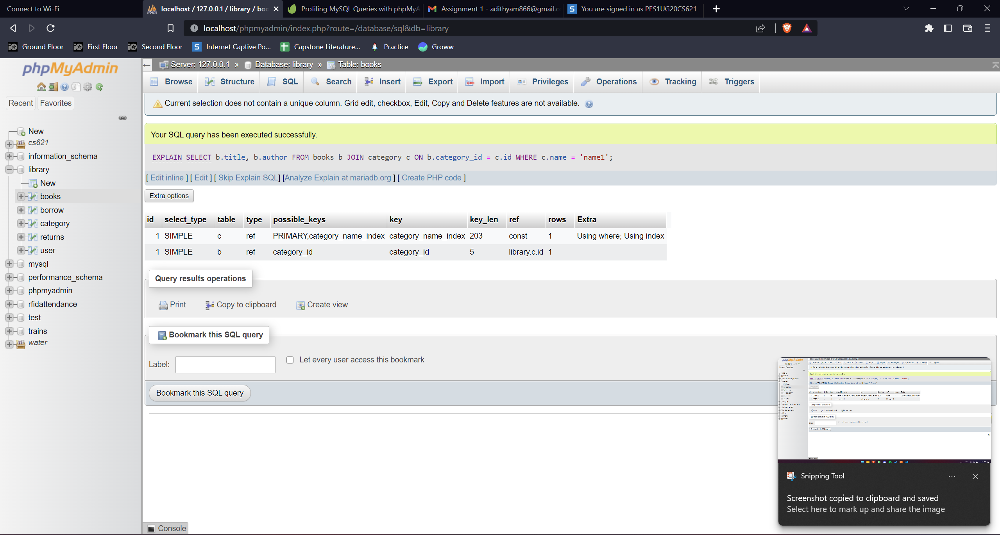 Connect to Wi-Fi
localhost / 127.0.0.1 / library / boo
Profiling MySQL Queries with phpMyA
Assignment 1 - adithyam866@gmail.c
You are signed in as PES1UG20CS621
localhost/phpmyadmin/index.php?route=/database/sql&db=library
Ground Floor
First Floor
Second Floor
Internet Captive Po...
Capstone Literature...
Practice
Groww
phpMyAdmin
Recent
Favorites
New
cs621
information_schema
library
New
books
borrow
category
returns
user
mysql
performance_schema
phpmyadmin
rfidattendance
test
trains
water
Server: 127.0.0.1 » Database: library » Table: books
Browse
Structure
SQL
Search
Insert
Export
Import
Privileges
Operations
Tracking
Triggers
Current selection does not contain a unique column. Grid edit, checkbox, Edit, Copy and Delete features are not available.
Your SQL query has been executed successfully.
EXPLAIN SELECT b.title, b.author FROM books b JOIN category c ON b.category_id = c.id WHERE c.name = 'name1';
[ Edit inline ] [ Edit ] [ Skip Explain SQL] [Analyze Explain at mariadb.org ] [ Create PHP code ]
Extra options
id select_type table type possible_keys key key_len ref rows Extra
1 SIMPLE c ref PRIMARY,category_name_index category_name_index 203 const 1 Using where; Using index
1 SIMPLE b ref category_id category_id 5 library.c.id 1
Query results operations
Print
Copy to clipboard
Create view
Bookmark this SQL query
Label:
Let every user access this bookmark
Bookmark this SQL query
Console
Snipping Tool
Screenshot copied to clipboard and saved
Select here to mark up and share the image